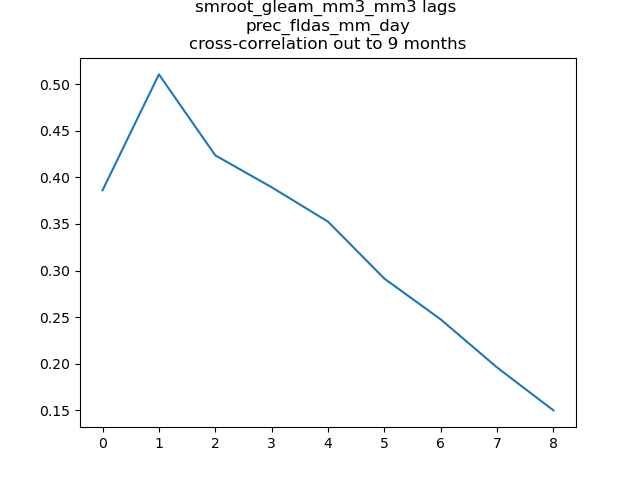 smroot_gleam_mm3_mm3 lags
prec_fldas_mm_day
cross-correlation out to 9 months
0.50
0.45
0.40
0.35
0.30
0.25
0.20
0.15
0 1 2 3 4 5 6 7 8